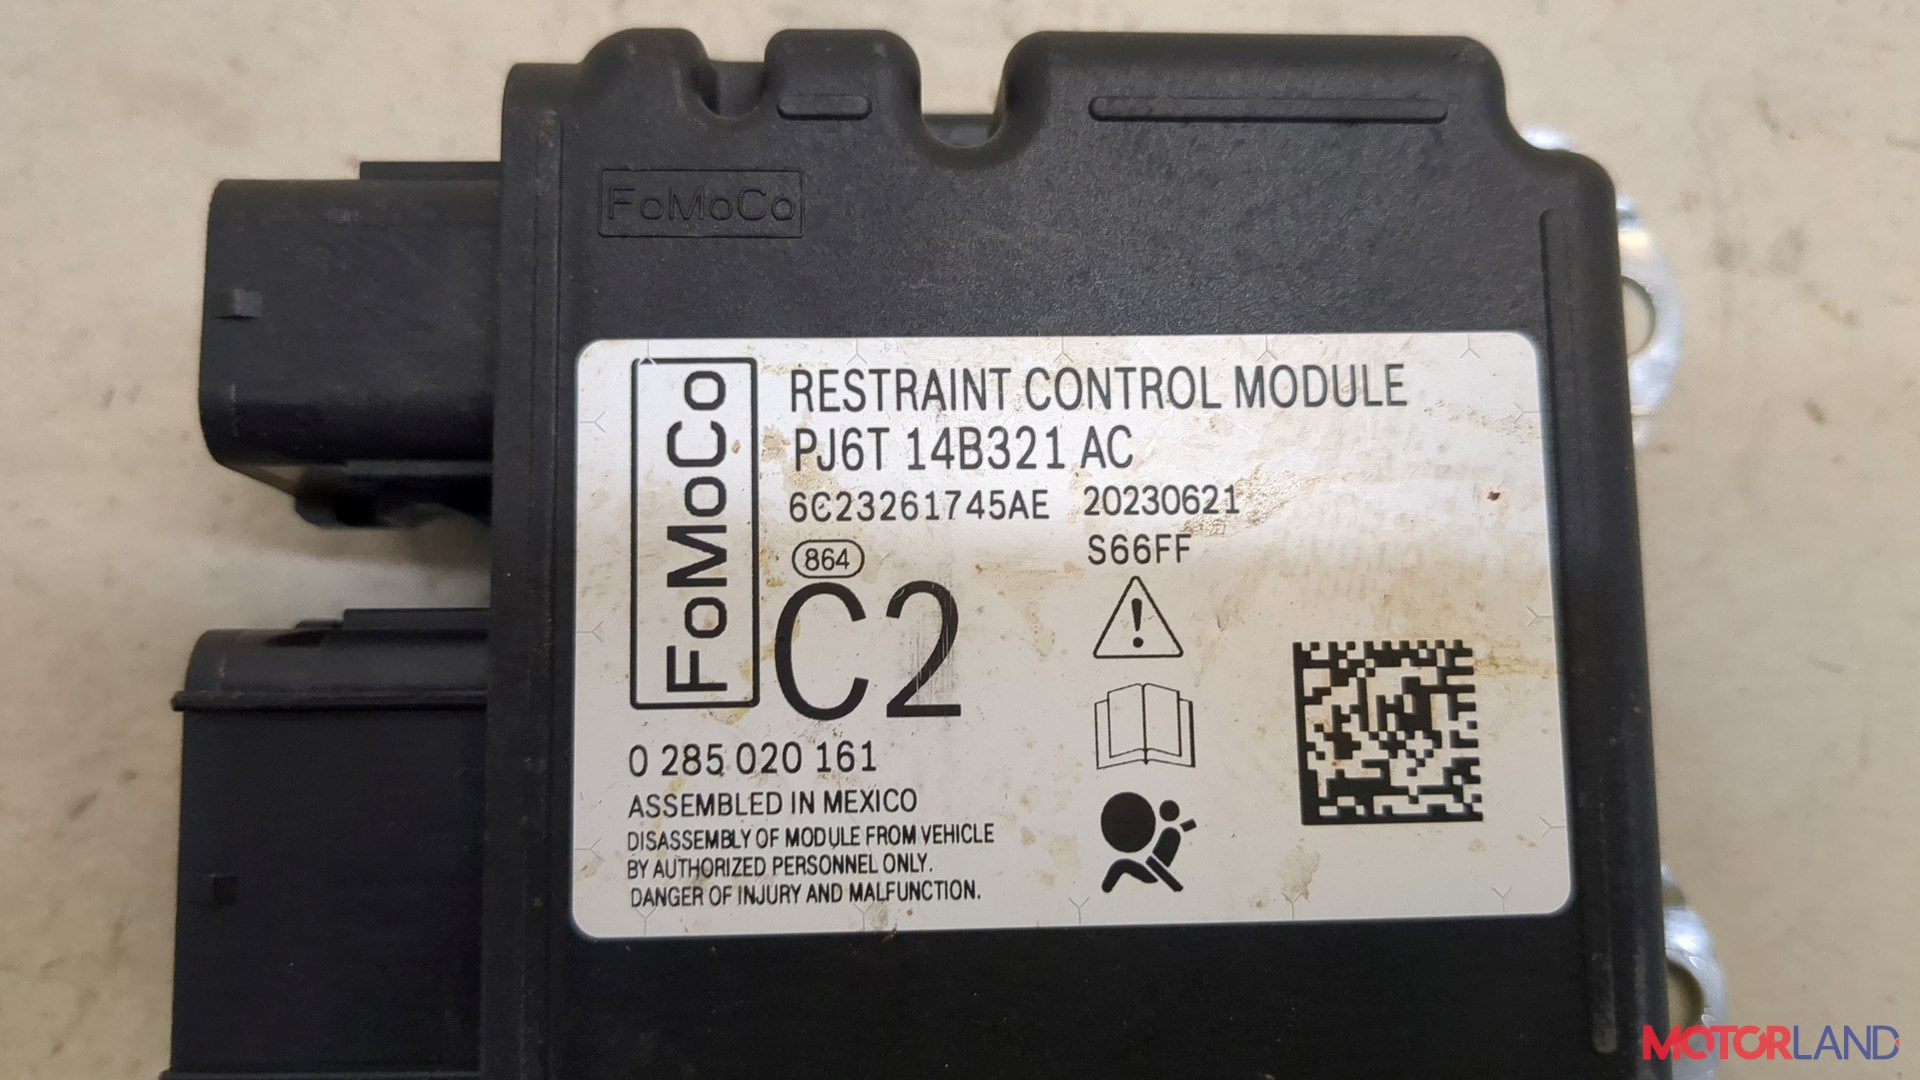 FoMoCo
FoMoCo
RESTRAINT CONTROL MODULE
PJ6T 14B321 AC
6C23261745AE 20230621
864
S66FF
C2
0 285 020 161
ASSEMBLED IN MEXICO
DISASSEMBLY OF MODULE FROM VEHICLE
BY AUTHORIZED PERSONNEL ONLY.
DANGER OF INJURY AND MALFUNCTION.
MOTORLAND